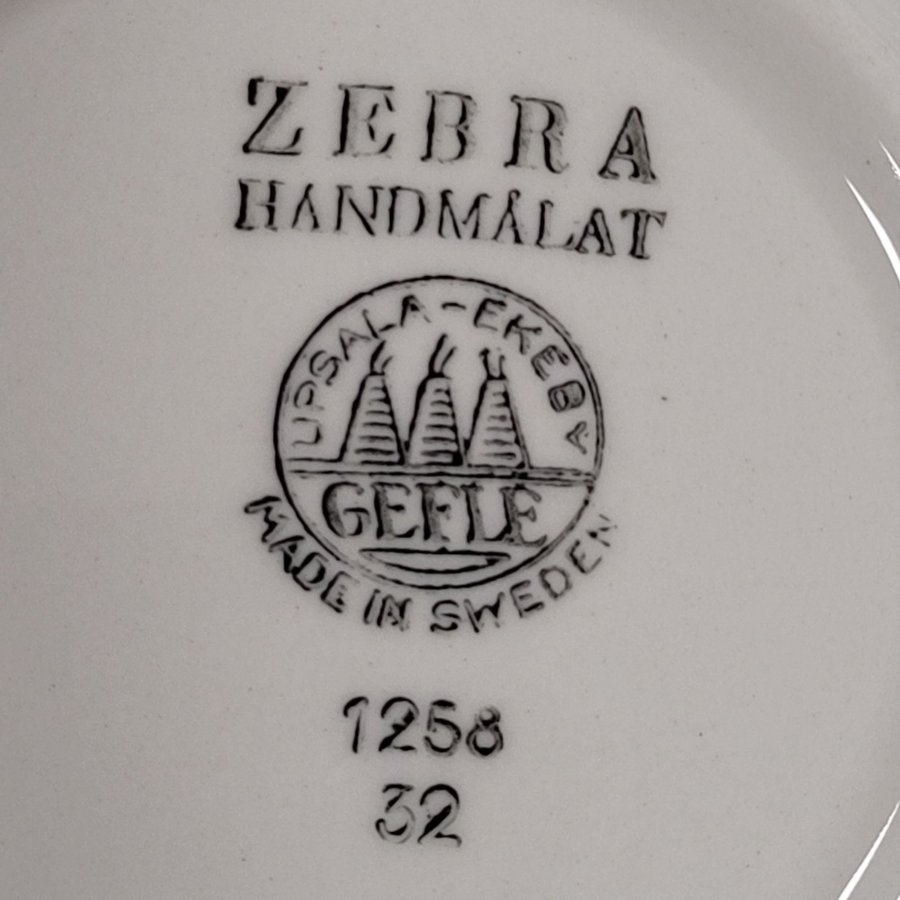 ZEBRA
HANDMÅLAT
UPSALA-EKEBY
GEFLE
MADE IN SWEDEN
1258
32